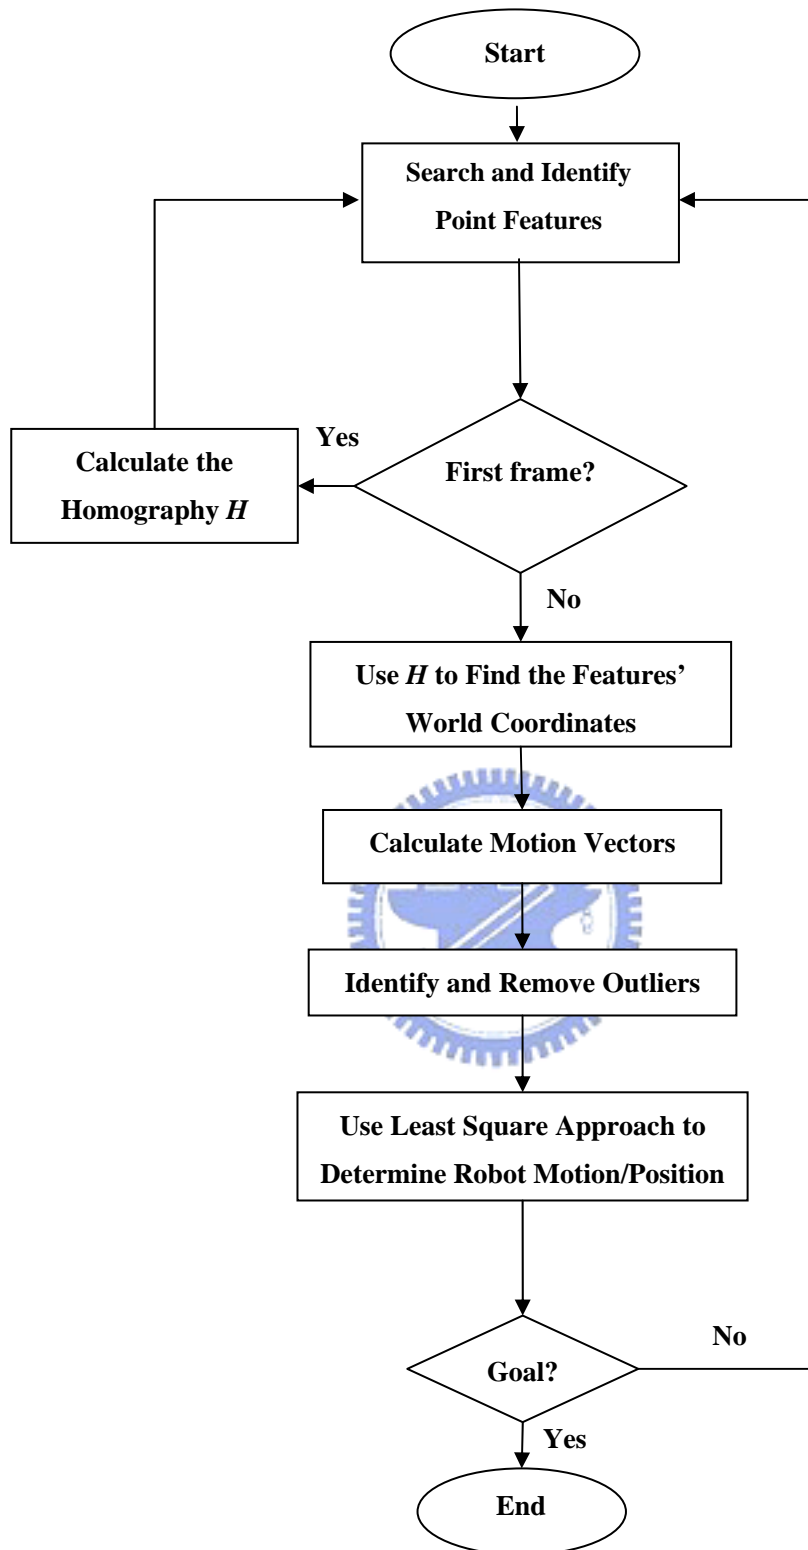 Start
Search and Identify
Point Features
Yes
Calculate the
Homography H
First frame?
No
Use H to Find the Features’
World Coordinates
Calculate Motion Vectors
Identify and Remove Outliers
Use Least Square Approach to
Determine Robot Motion/Position
No
Goal?
Yes
End